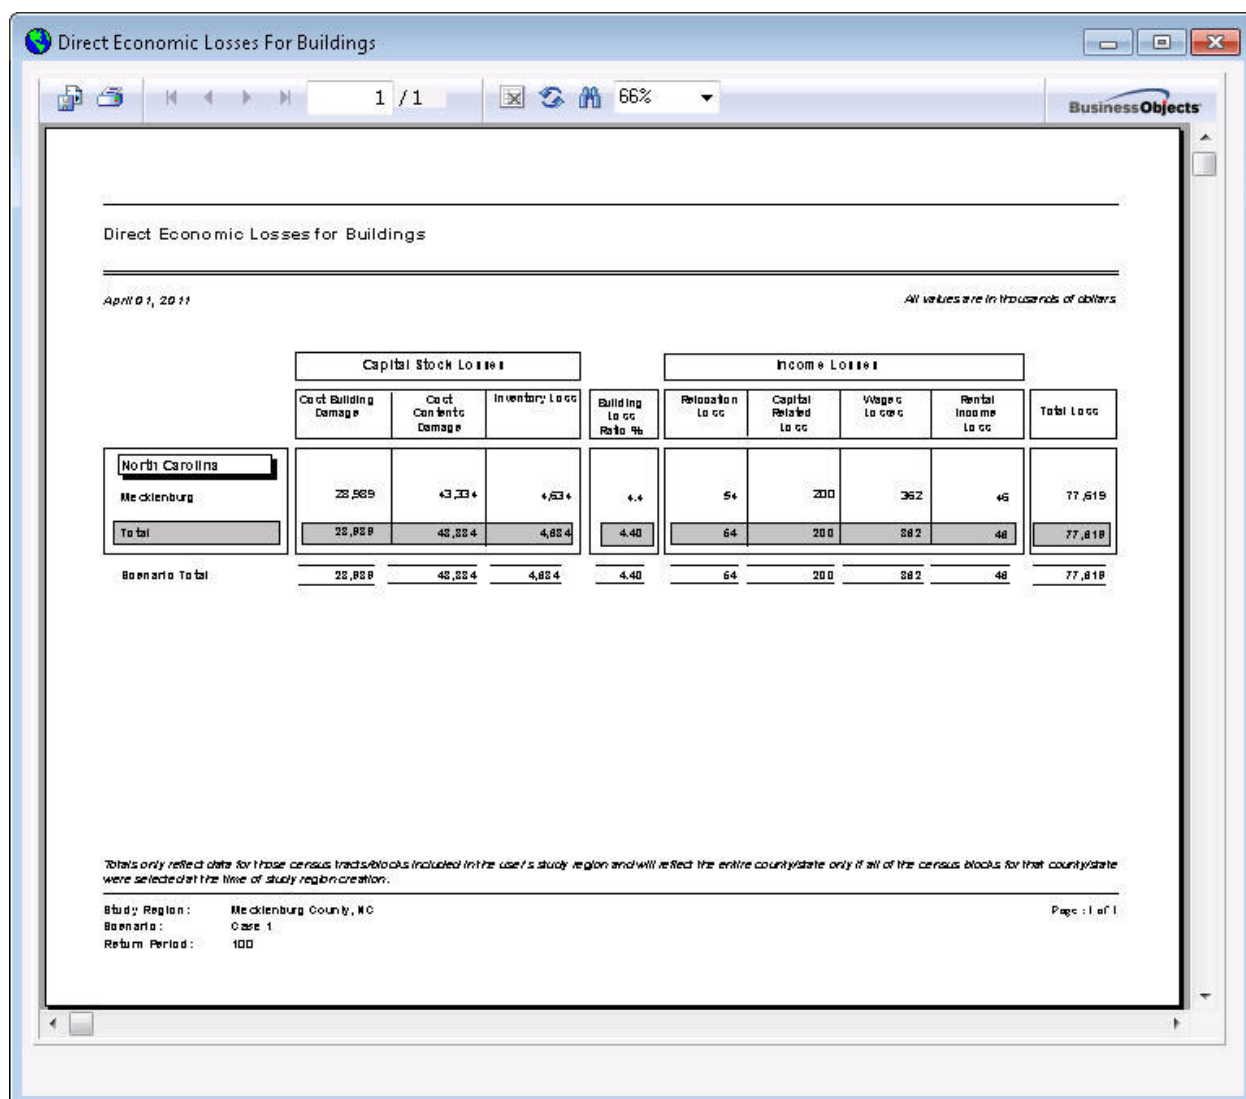 Direct Economic Losses For Buildings
1 /1 66% BusinessObjects
Direct Economic Losses for Buildings
April 01, 2011 All values are in thousands of dollars
Capital Stock Losses Income Losses
Cost Building Damage Cost Contents Damage Inventory Loss Building Loss Ratio % Relocation Loss Capital Related Loss Wages Losses Rental Income Loss Total Loss
North Carolina
Mecklenburg 28,989 43,334 4,634 4.4 54 200 362 46 77,619
Total 28,989 43,334 4,634 4.40 54 200 362 46 77,619
Scenario Total 28,989 43,334 4,634 4.40 54 200 362 46 77,619
Totals only reflect data for those census tracts/blocks included in the user's study region and will reflect the entire county/state only if all of the census blocks for that county/state
were selected at the time of study region creation.
Study Region: Mecklenburg County, NC Page : 1 of 1
Scenario: Case 1
Return Period: 100